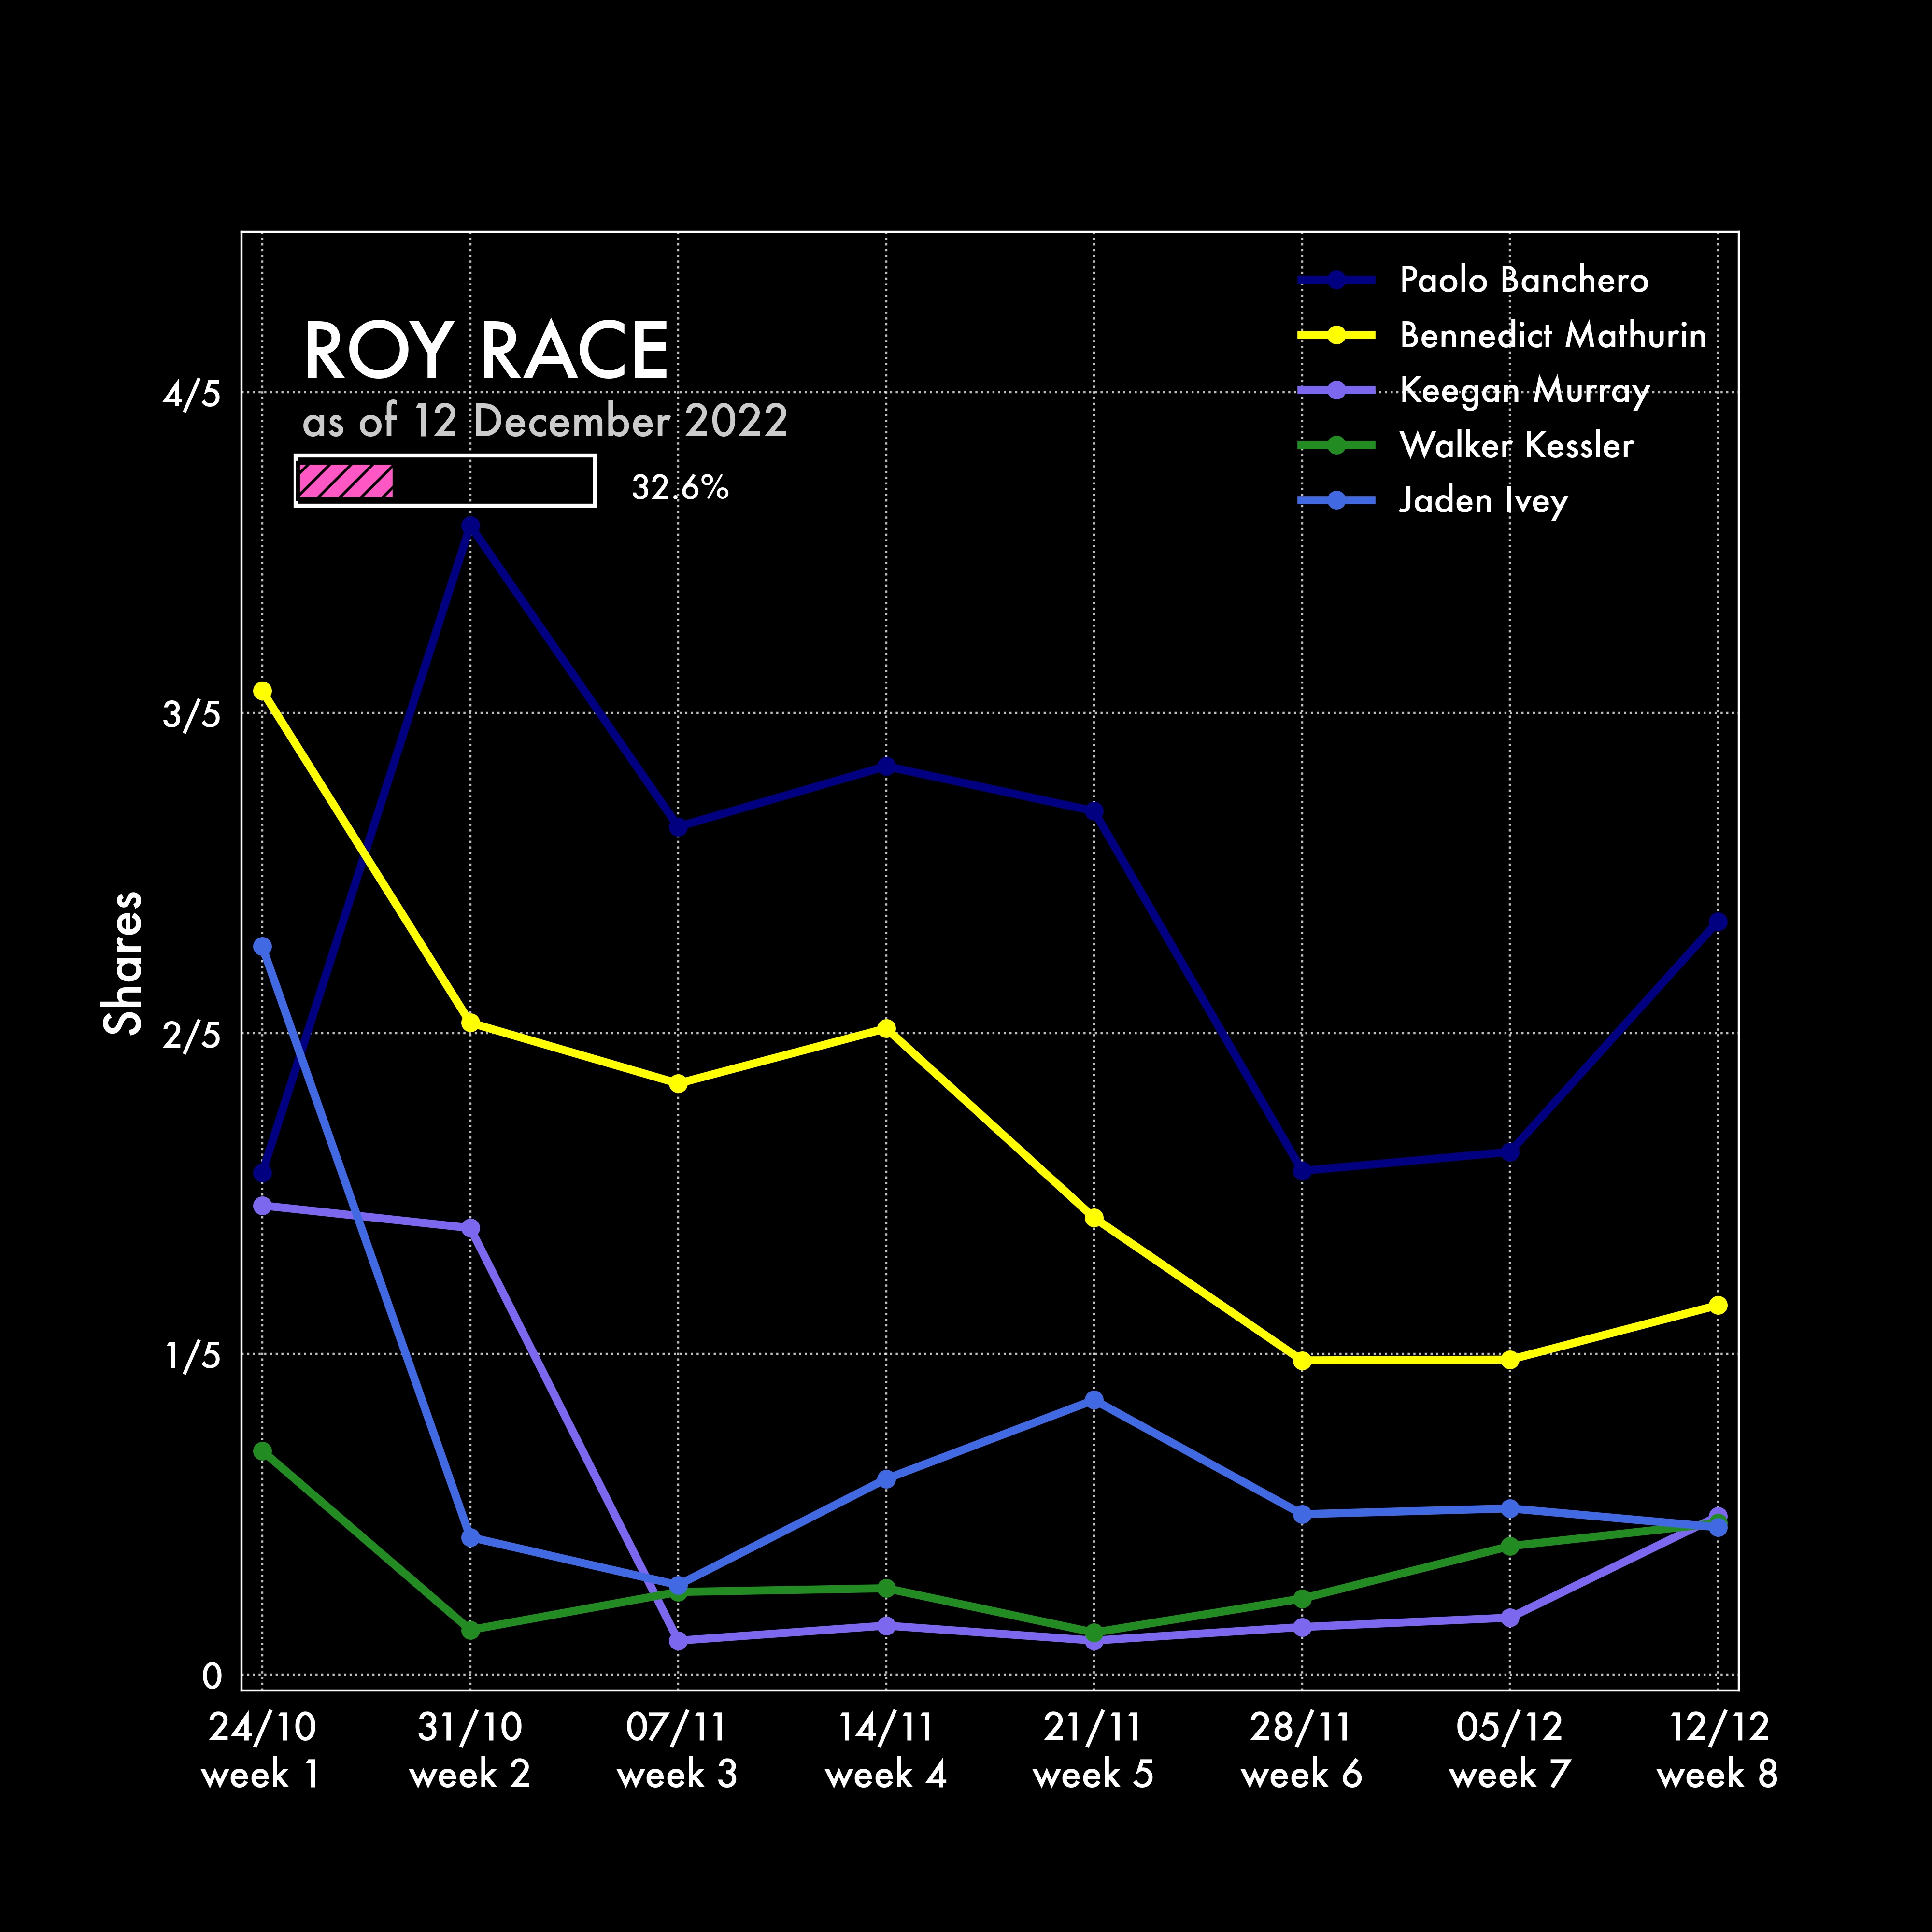 ROY RACE
as of 12 December 2022
32.6%
Paolo Banchero
Bennedict Mathurin
Keegan Murray
Walker Kessler
Jaden Ivey
Shares
4/5
3/5
2/5
1/5
0
24/10 31/10 07/11 14/11 21/11 28/11 05/12 12/12
week 1 week 2 week 3 week 4 week 5 week 6 week 7 week 8